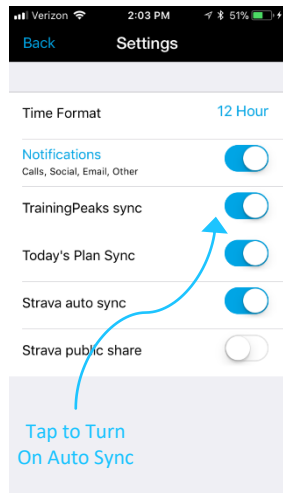 Verizon 2:03 PM 51%
Back Settings
Time Format 12 Hour
Notifications
Calls, Social, Email, Other
TrainingPeaks sync
Today's Plan Sync
Strava auto sync
Strava public share
Tap to Turn
On Auto Sync